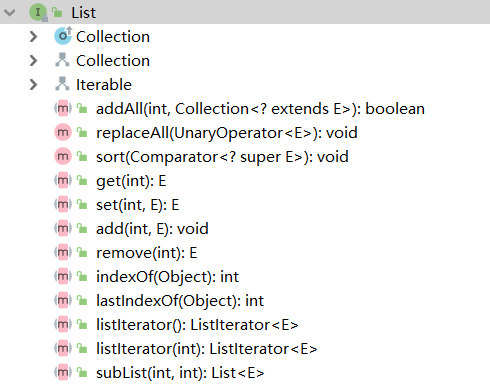 List
Collection
Collection
Iterable
addAll(int, Collection<? extends E>): boolean
replaceAll(UnaryOperator<E>): void
sort(Comparator<? super E>): void
get(int): E
set(int, E): E
add(int, E): void
remove(int): E
indexOf(Object): int
lastIndexOf(Object): int
listIterator(): ListIterator<E>
listIterator(int): ListIterator<E>
subList(int, int): List<E>